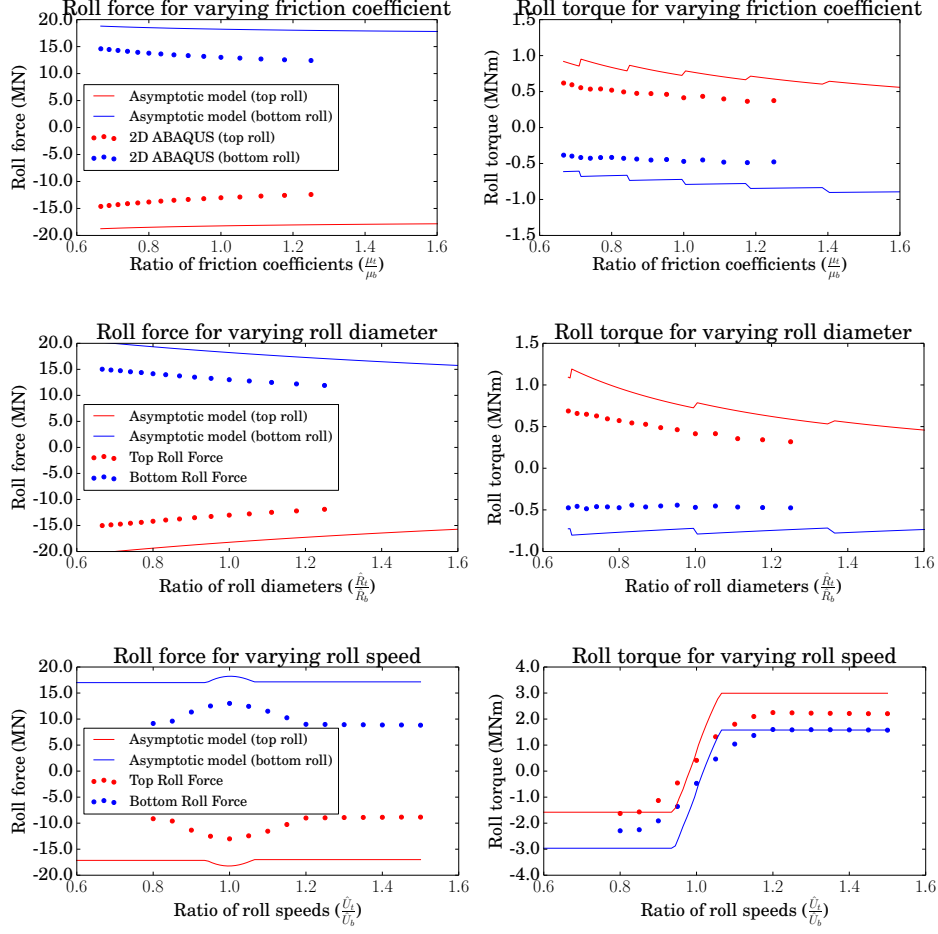 Roll force for varying friction coefficient
20.0
15.0
10.0
5.0
0.0
-5.0
-10.0
-15.0
-20.0
Roll force (MN)
Asymptotic model (top roll)
Asymptotic model (bottom roll)
2D ABAQUS (top roll)
2D ABAQUS (bottom roll)
0.6 0.8 1.0 1.2 1.4 1.6
Ratio of friction coefficients (μt/μb)
Roll torque for varying friction coefficient
1.5
1.0
0.5
0.0
-0.5
-1.0
-1.5
Roll torque (MNm)
0.6 0.8 1.0 1.2 1.4 1.6
Ratio of friction coefficients (μt/μb)
Roll force for varying roll diameter
20.0
15.0
10.0
5.0
0.0
-5.0
-10.0
-15.0
-20.0
Roll force (MN)
Asymptotic model (top roll)
Asymptotic model (bottom roll)
Top Roll Force
Bottom Roll Force
0.6 0.8 1.0 1.2 1.4 1.6
Ratio of roll diameters (R̂t/R̂b)
Roll torque for varying roll diameter
1.5
1.0
0.5
0.0
-0.5
-1.0
Roll torque (MNm)
0.6 0.8 1.0 1.2 1.4 1.6
Ratio of roll diameters (R̂t/R̂b)
Roll force for varying roll speed
20.0
15.0
10.0
5.0
0.0
-5.0
-10.0
-15.0
-20.0
Roll force (MN)
Asymptotic model (top roll)
Asymptotic model (bottom roll)
Top Roll Force
Bottom Roll Force
0.6 0.8 1.0 1.2 1.4 1.6
Ratio of roll speeds (Ût/Ûb)
Roll torque for varying roll speed
4.0
3.0
2.0
1.0
0.0
-1.0
-2.0
-3.0
-4.0
Roll torque (MNm)
0.6 0.8 1.0 1.2 1.4 1.6
Ratio of roll speeds (Ût/Ûb)